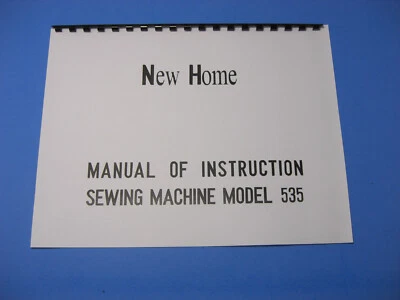 New Home
MANUAL OF INSTRUCTION
SEWING MACHINE MODEL 535